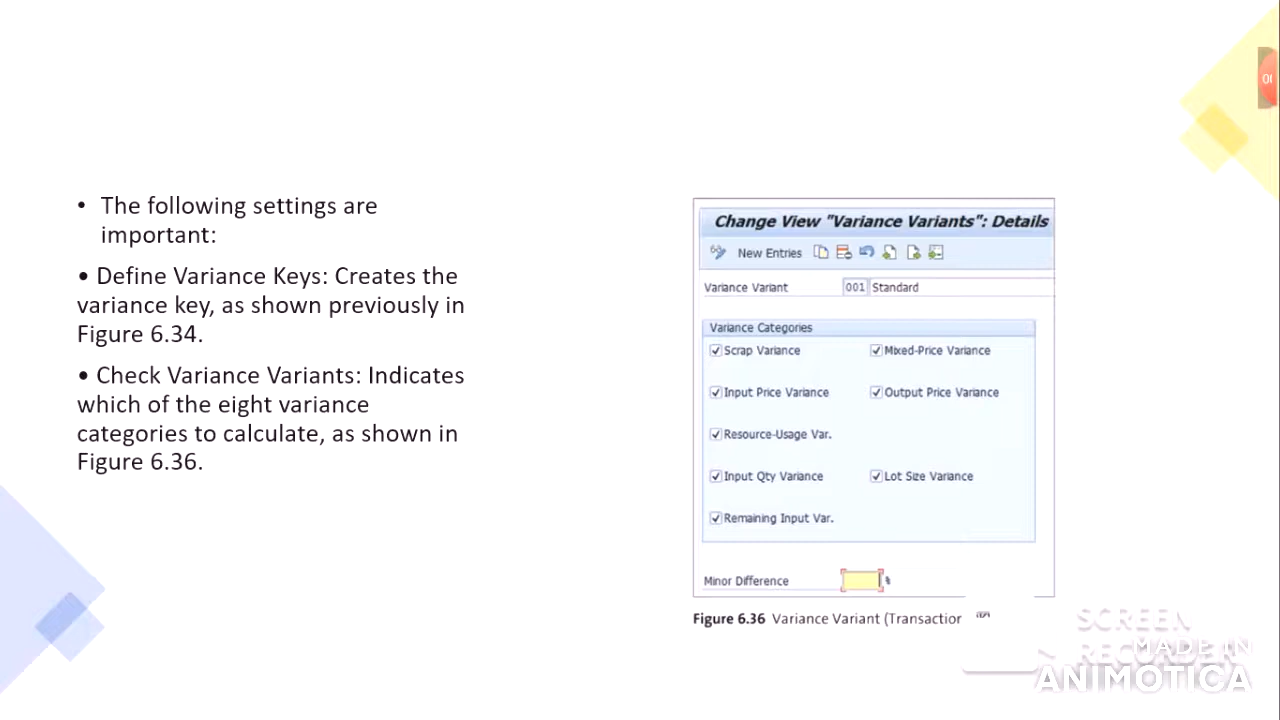 • The following settings are
important:
• Define Variance Keys: Creates the
variance key, as shown previously in
Figure 6.34.
• Check Variance Variants: Indicates
which of the eight variance
categories to calculate, as shown in
Figure 6.36.
Change View "Variance Variants": Details
New Entries
Variance Variant 001 Standard
Variance Categories
Scrap Variance Mixed-Price Variance
Input Price Variance Output Price Variance
Resource-Usage Var.
Input Qty Variance Lot Size Variance
Remaining Input Var.
Minor Difference %
Figure 6.36 Variance Variant (Transaction
SCREEN
RECORDER
MADE IN
ANIMOTICA